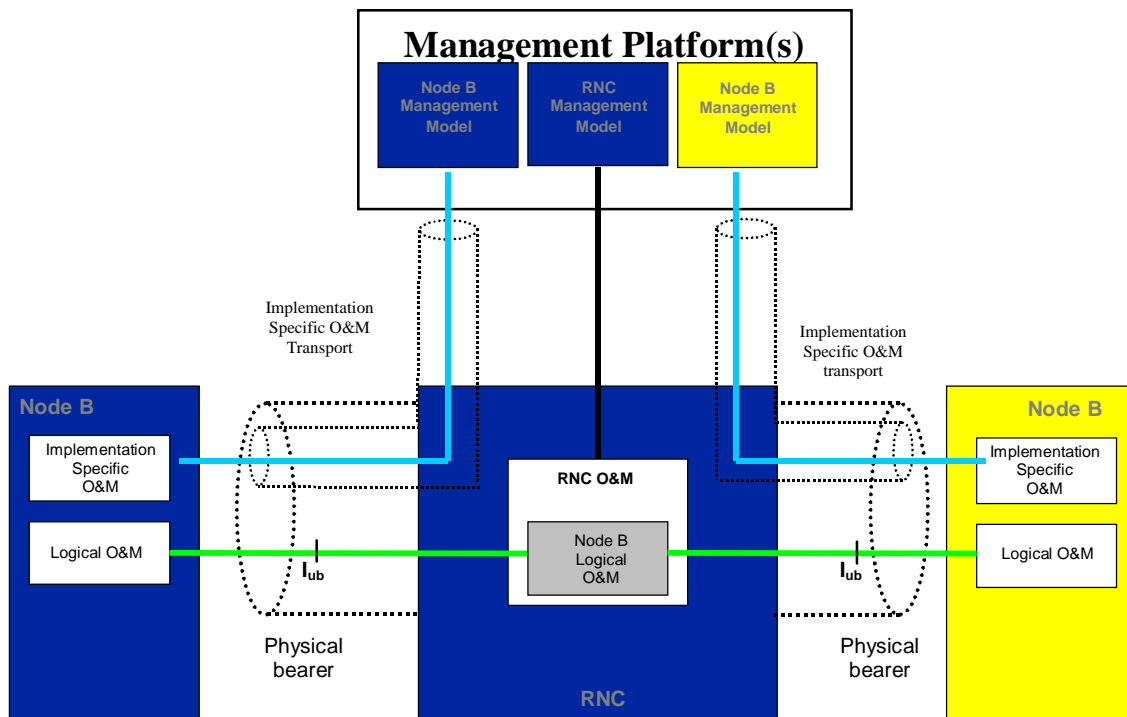 Management Platform(s)
Node B
Management
Model
RNC
Management
Model
Node B
Management
Model
Implementation
Specific O&M
Transport
Implementation
Specific O&M
transport
Node B
Implementation
Specific
O&M
Logical O&M
Iub
Physical
bearer
RNC O&M
Node B
Logical
O&M
RNC
Iub
Physical
bearer
Node B
Implementation
Specific
O&M
Logical O&M